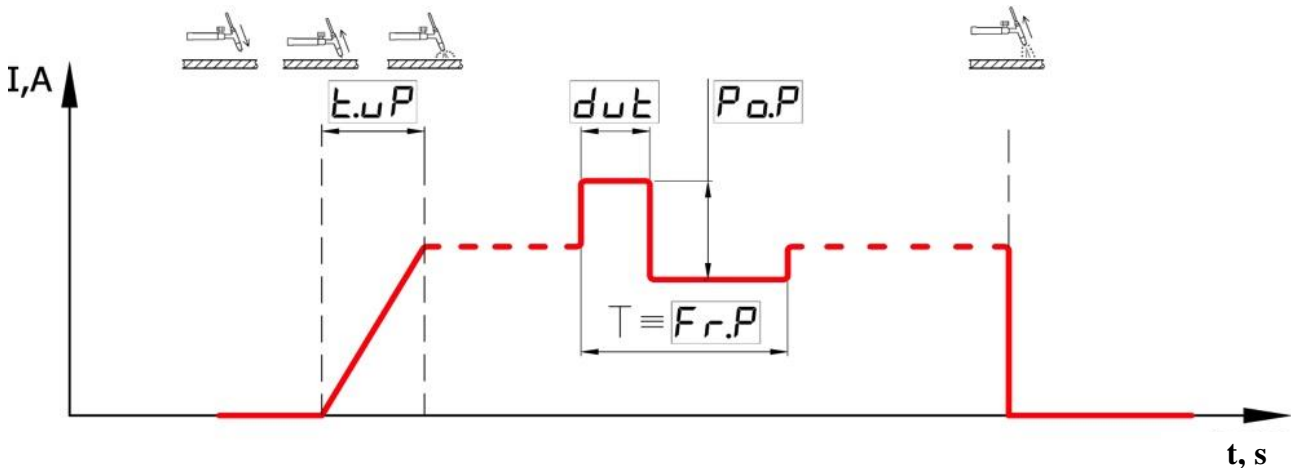 I,A
t.uP
dut
Po.P
T ≡ Fr.P
t, s